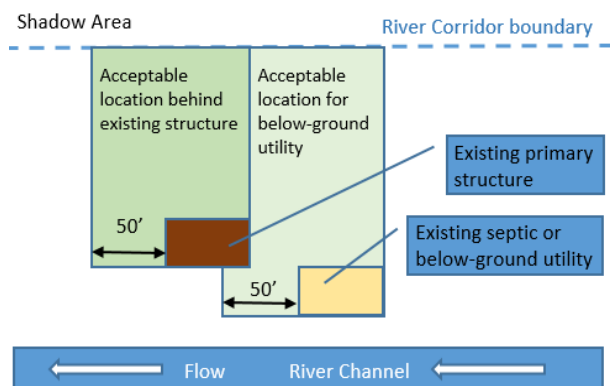 Shadow Area
River Corridor boundary
Acceptable
location behind
existing structure
Acceptable
location for
below-ground
utility
Existing primary
structure
50’
Existing septic or
below-ground utility
50’
Flow
River Channel